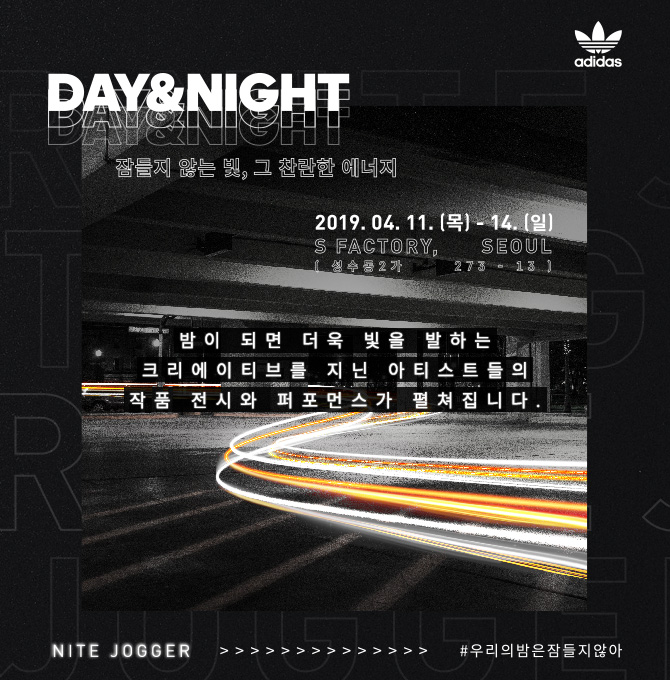 adidas
DAY&NIGHT
DAY&NIGHT
DAY&NIGHT
잠들지 않는 빛, 그 찬란한 에너지
2019. 04. 11. (목) - 14. (일)
S FACTORY, SEOUL
( 성수동2가 273 - 13 )
밤이 되면 더욱 빛을 발하는
크리에이티브를 지닌 아티스트들의
작품 전시와 퍼포먼스가 펼쳐집니다.
NITE JOGGER >>>>>>>>>>>>>> #우리의밤은잠들지않아